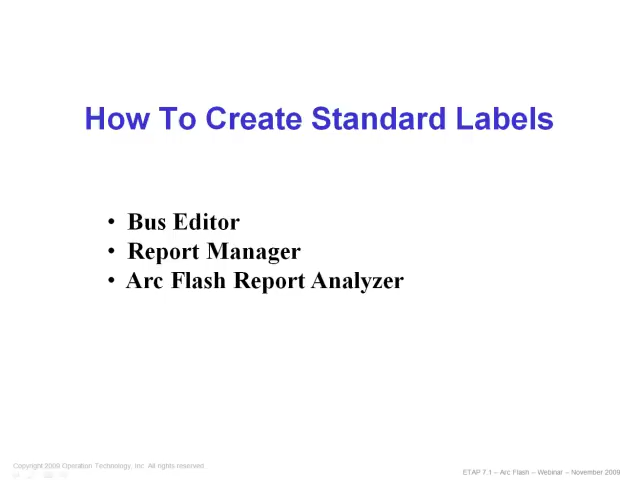 How To Create Standard Labels
• Bus Editor
• Report Manager
• Arc Flash Report Analyzer
Copyright 2009 Operation Technology, Inc. All rights reserved
ETAP 7.1 – Arc Flash – Webinar – November 2009